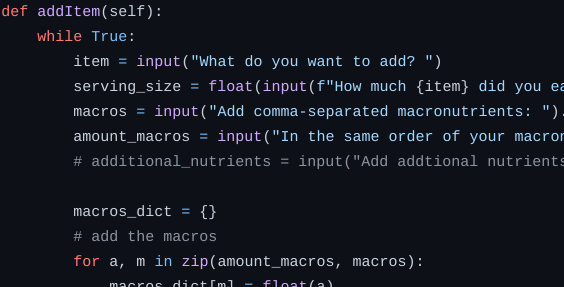 def addItem(self):
    while True:
        item = input("What do you want to add? ")
        serving_size = float(input(f"How much {item} did you ea
        macros = input("Add comma-separated macronutrients: ").
        amount_macros = input("In the same order of your macron
        # additional_nutrients = input("Add addtional nutrients
        macros_dict = {}
        # add the macros
        for a, m in zip(amount_macros, macros):
            macros_dict[m] = float(a)